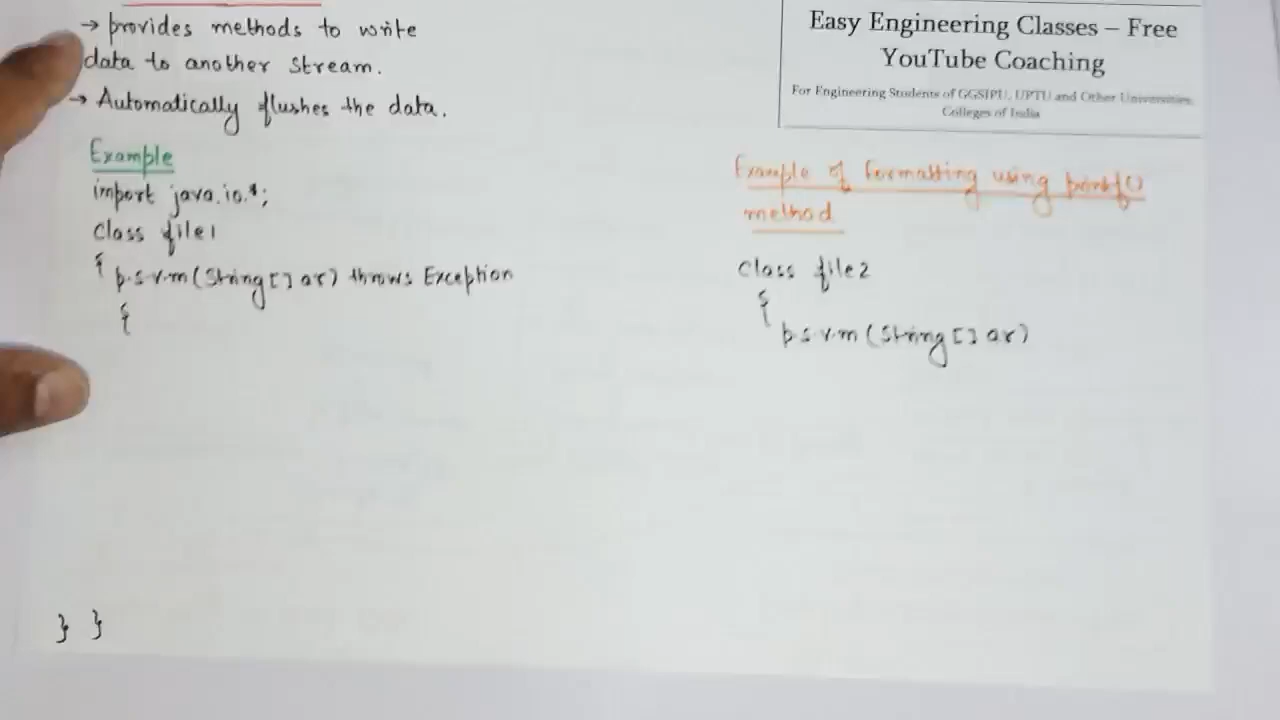 → provides methods to write
data to another stream.
→ Automatically flushes the data.
Example
import java.io.*;
class file1
{ p.s.v.m (String [] ar) throws Exception
{
} }
Easy Engineering Classes – Free
YouTube Coaching
For Engineering Students of GGSIPU, UPTU and Other Universities,
Colleges of India
Example of formatting using printf()
method
class file2
{
p.s.v.m (String [] ar)